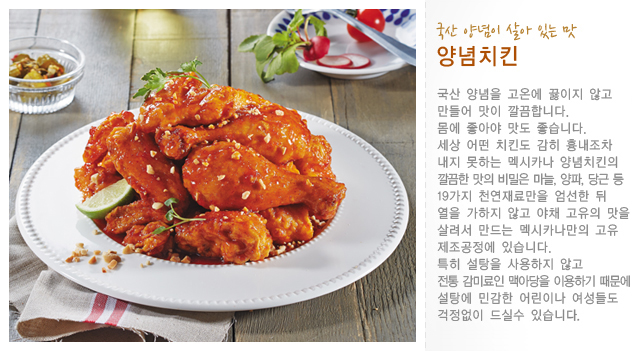 국산 양념이 살아 있는 맛
양념치킨
국산 양념을 고온에 끓이지 않고
만들어 맛이 깔끔합니다.
몸에 좋아야 맛도 좋습니다.
세상 어떤 치킨도 감히 흉내조차
내지 못하는 멕시카나 양념치킨의
깔끔한 맛의 비밀은 마늘, 양파, 당근 등
19가지 천연재료만을 엄선한 뒤
열을 가하지 않고 야채 고유의 맛을
살려서 만드는 멕시카나만의 고유
제조공정에 있습니다.
특히 설탕을 사용하지 않고
전통 감미료인 맥아당을 이용하기 때문에
설탕에 민감한 어린이나 여성들도
걱정없이 드실수 있습니다.